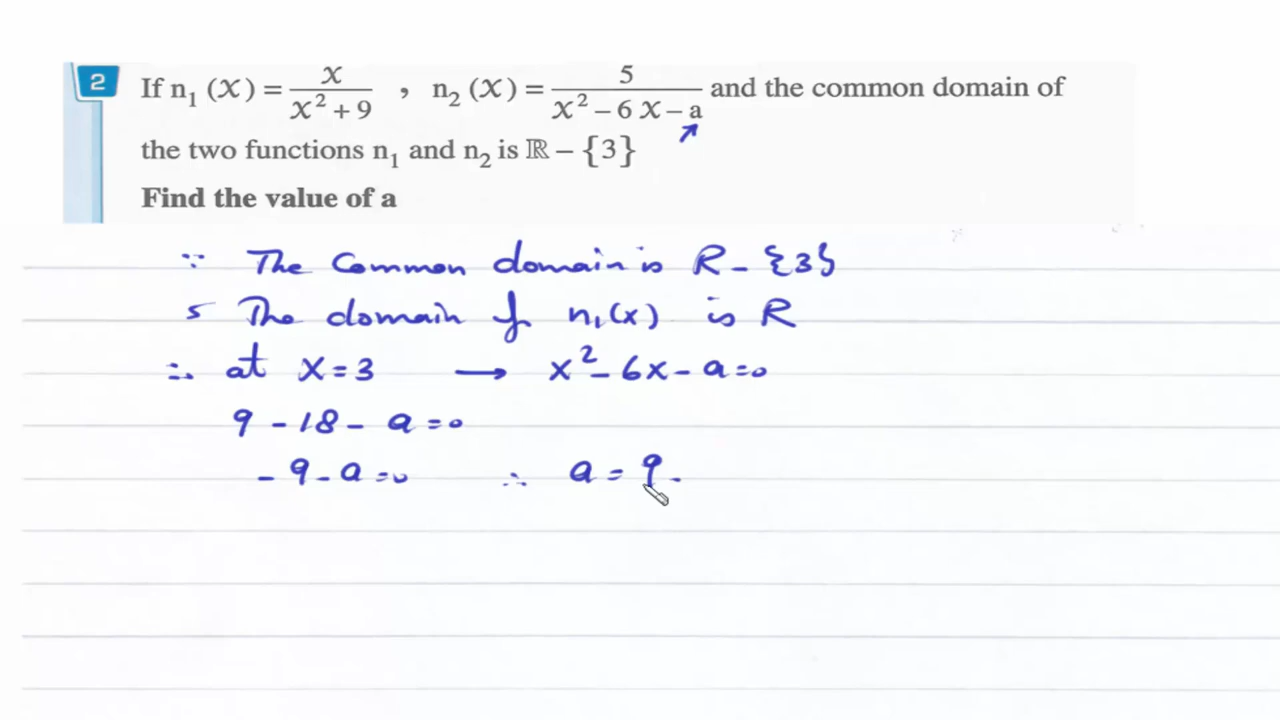 2
If n₁ (X) = X / (X² + 9) , n₂ (X) = 5 / (X² – 6 X – a) and the common domain of
the two functions n₁ and n₂ is ℝ – {3}
Find the value of a
∵ The Common domain is R - {3}
, The domain of n₁(x) is R
∴ at x = 3 → x² - 6x - a = 0
9 - 18 - a = 0
- 9 - a = 0 ∴ a = 9.